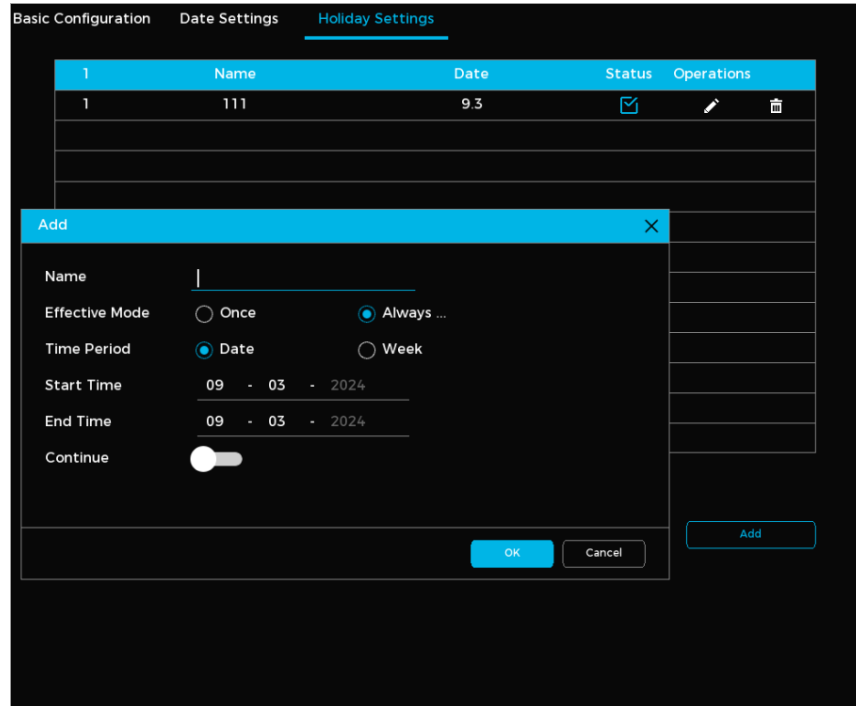 Basic Configuration Date Settings Holiday Settings
1 Name Date Status Operations
1 111 9.3
Add
Name
Effective Mode Once Always ...
Time Period Date Week
Start Time 09 - 03 - 2024
End Time 09 - 03 - 2024
Continue
Add
OK Cancel